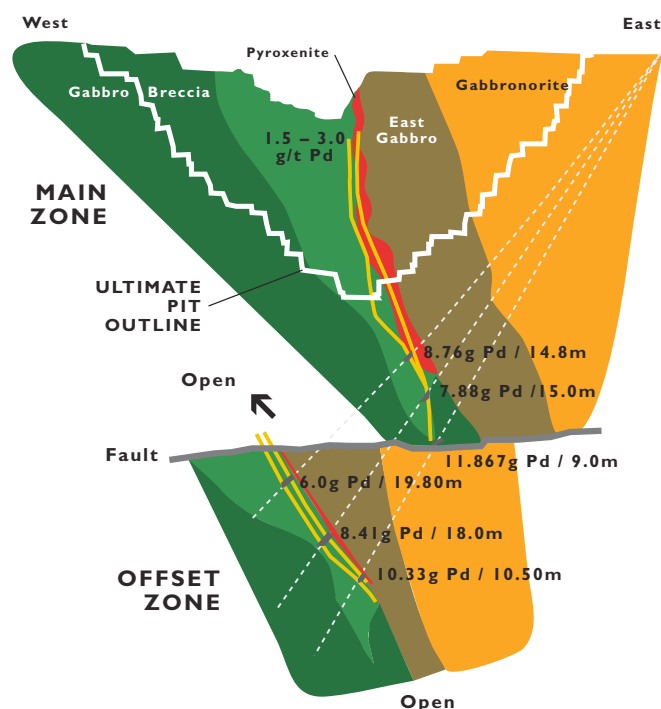 West
East
Pyroxenite
Gabbro Breccia
Gabbronorite
1.5 – 3.0
g/t Pd
East
Gabbro
MAIN
ZONE
ULTIMATE
PIT
OUTLINE
8.76g Pd / 14.8m
Open
7.88g Pd /15.0m
Fault
11.867g Pd / 9.0m
6.0g Pd / 19.80m
8.41g Pd / 18.0m
OFFSET
ZONE
10.33g Pd / 10.50m
Open